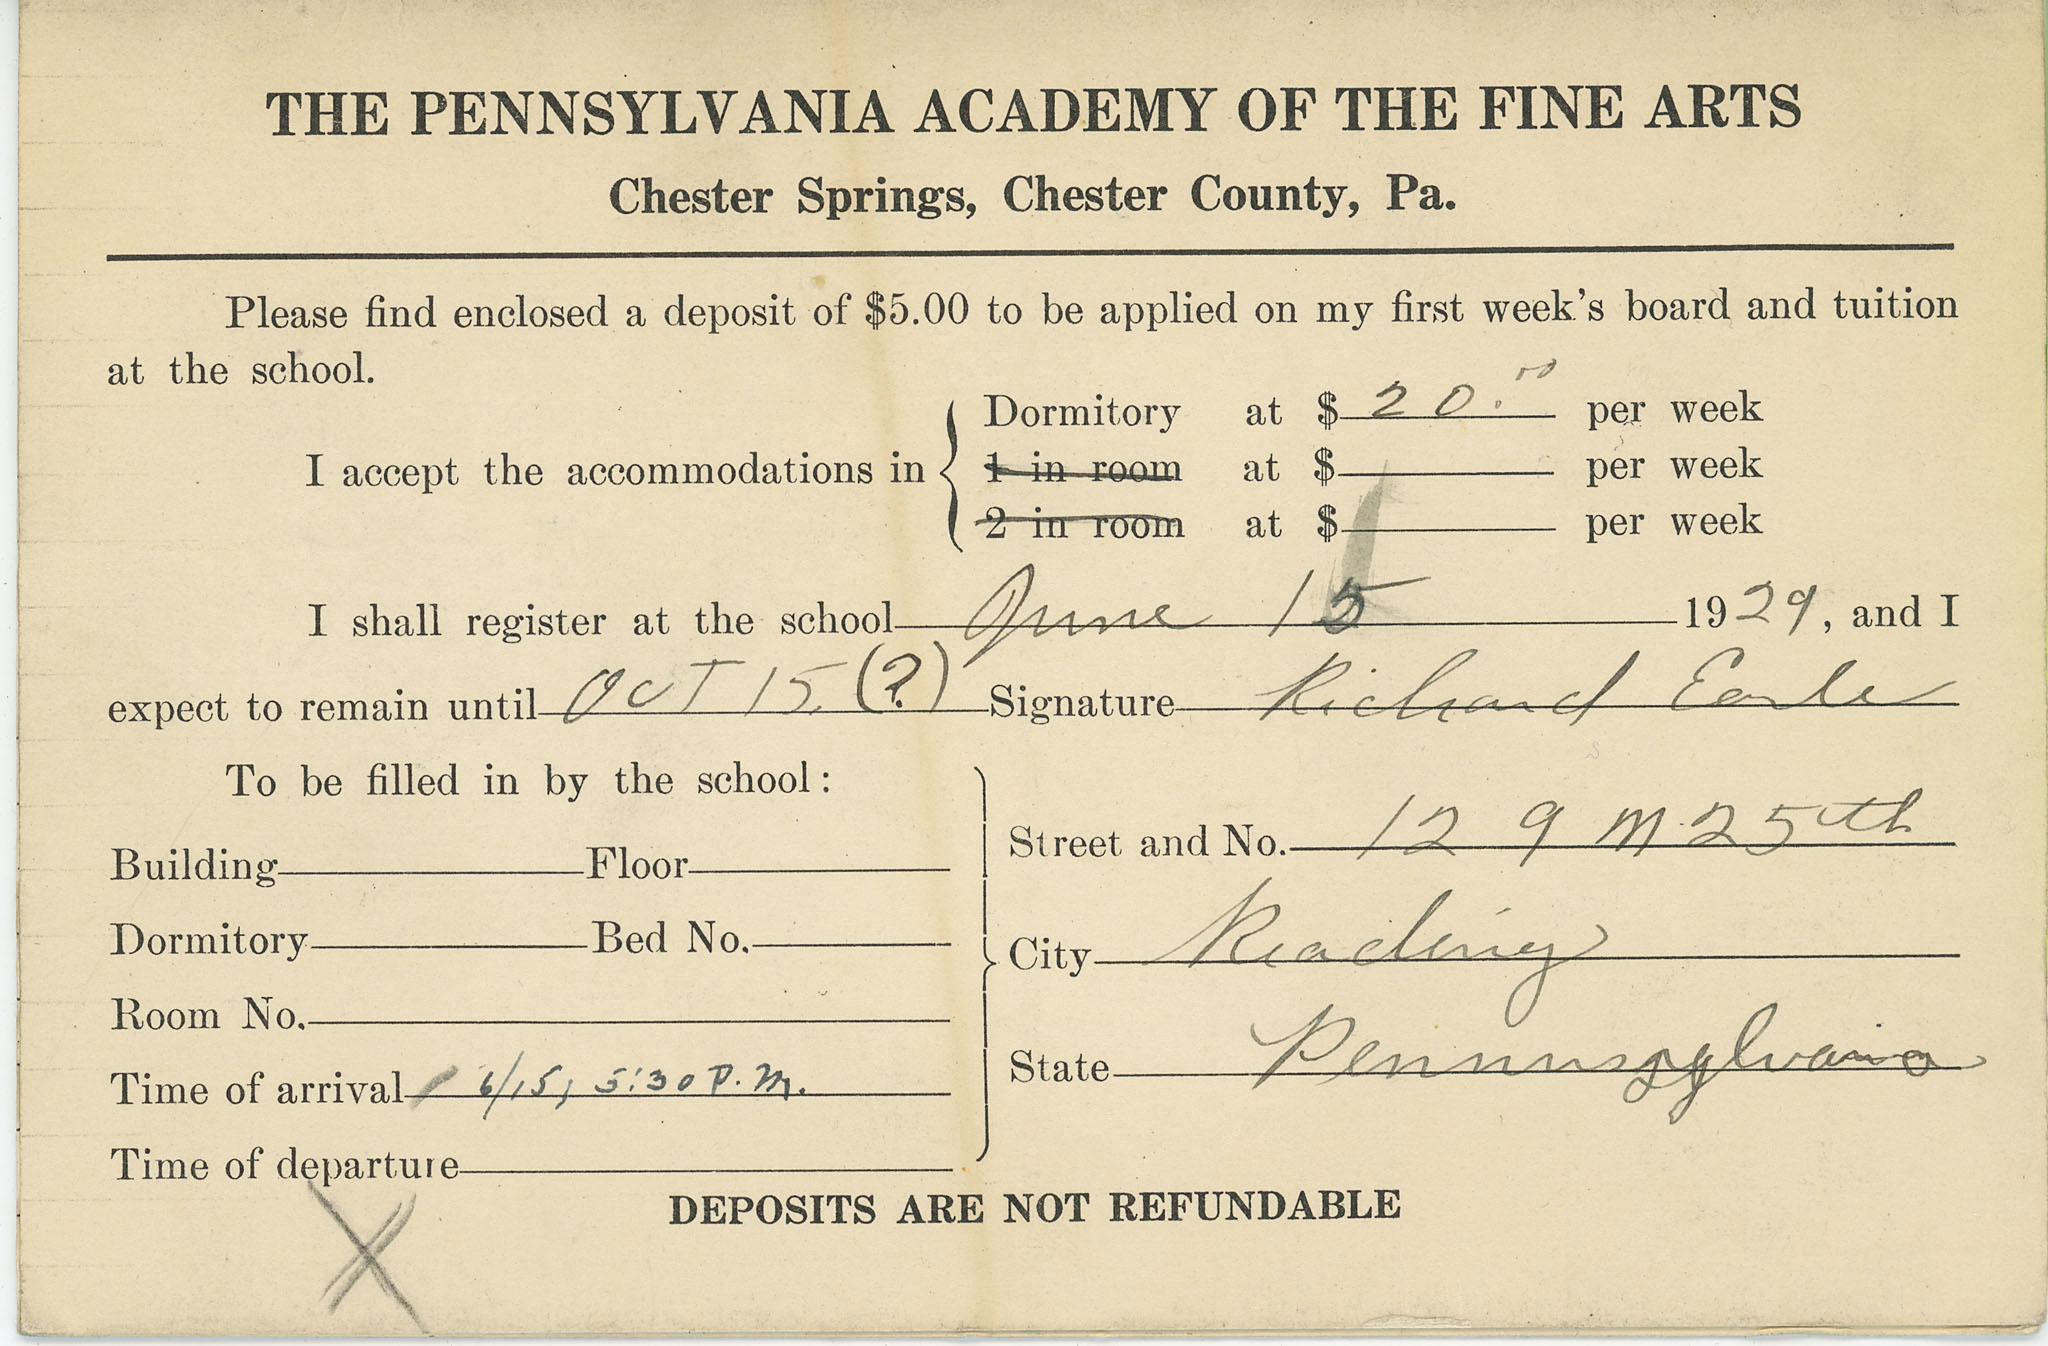 THE PENNSYLVANIA ACADEMY OF THE FINE ARTS
Chester Springs, Chester County, Pa.
Please find enclosed a deposit of $5.00 to be applied on my first week's board and tuition
at the school.
Dormitory at $ 20.00 per week
I accept the accommodations in 1 in room at $ per week
2 in room at $ per week
I shall register at the school June 15 1929, and I
expect to remain until OCT 15. (?) Signature Richard Earle
To be filled in by the school:
Building Floor
Dormitory Bed No.
Room No.
Time of arrival 6/15, 5:30 P.M.
Time of departure
Street and No. 129 N 25th
City Reading
State Pennnsylvania
DEPOSITS ARE NOT REFUNDABLE